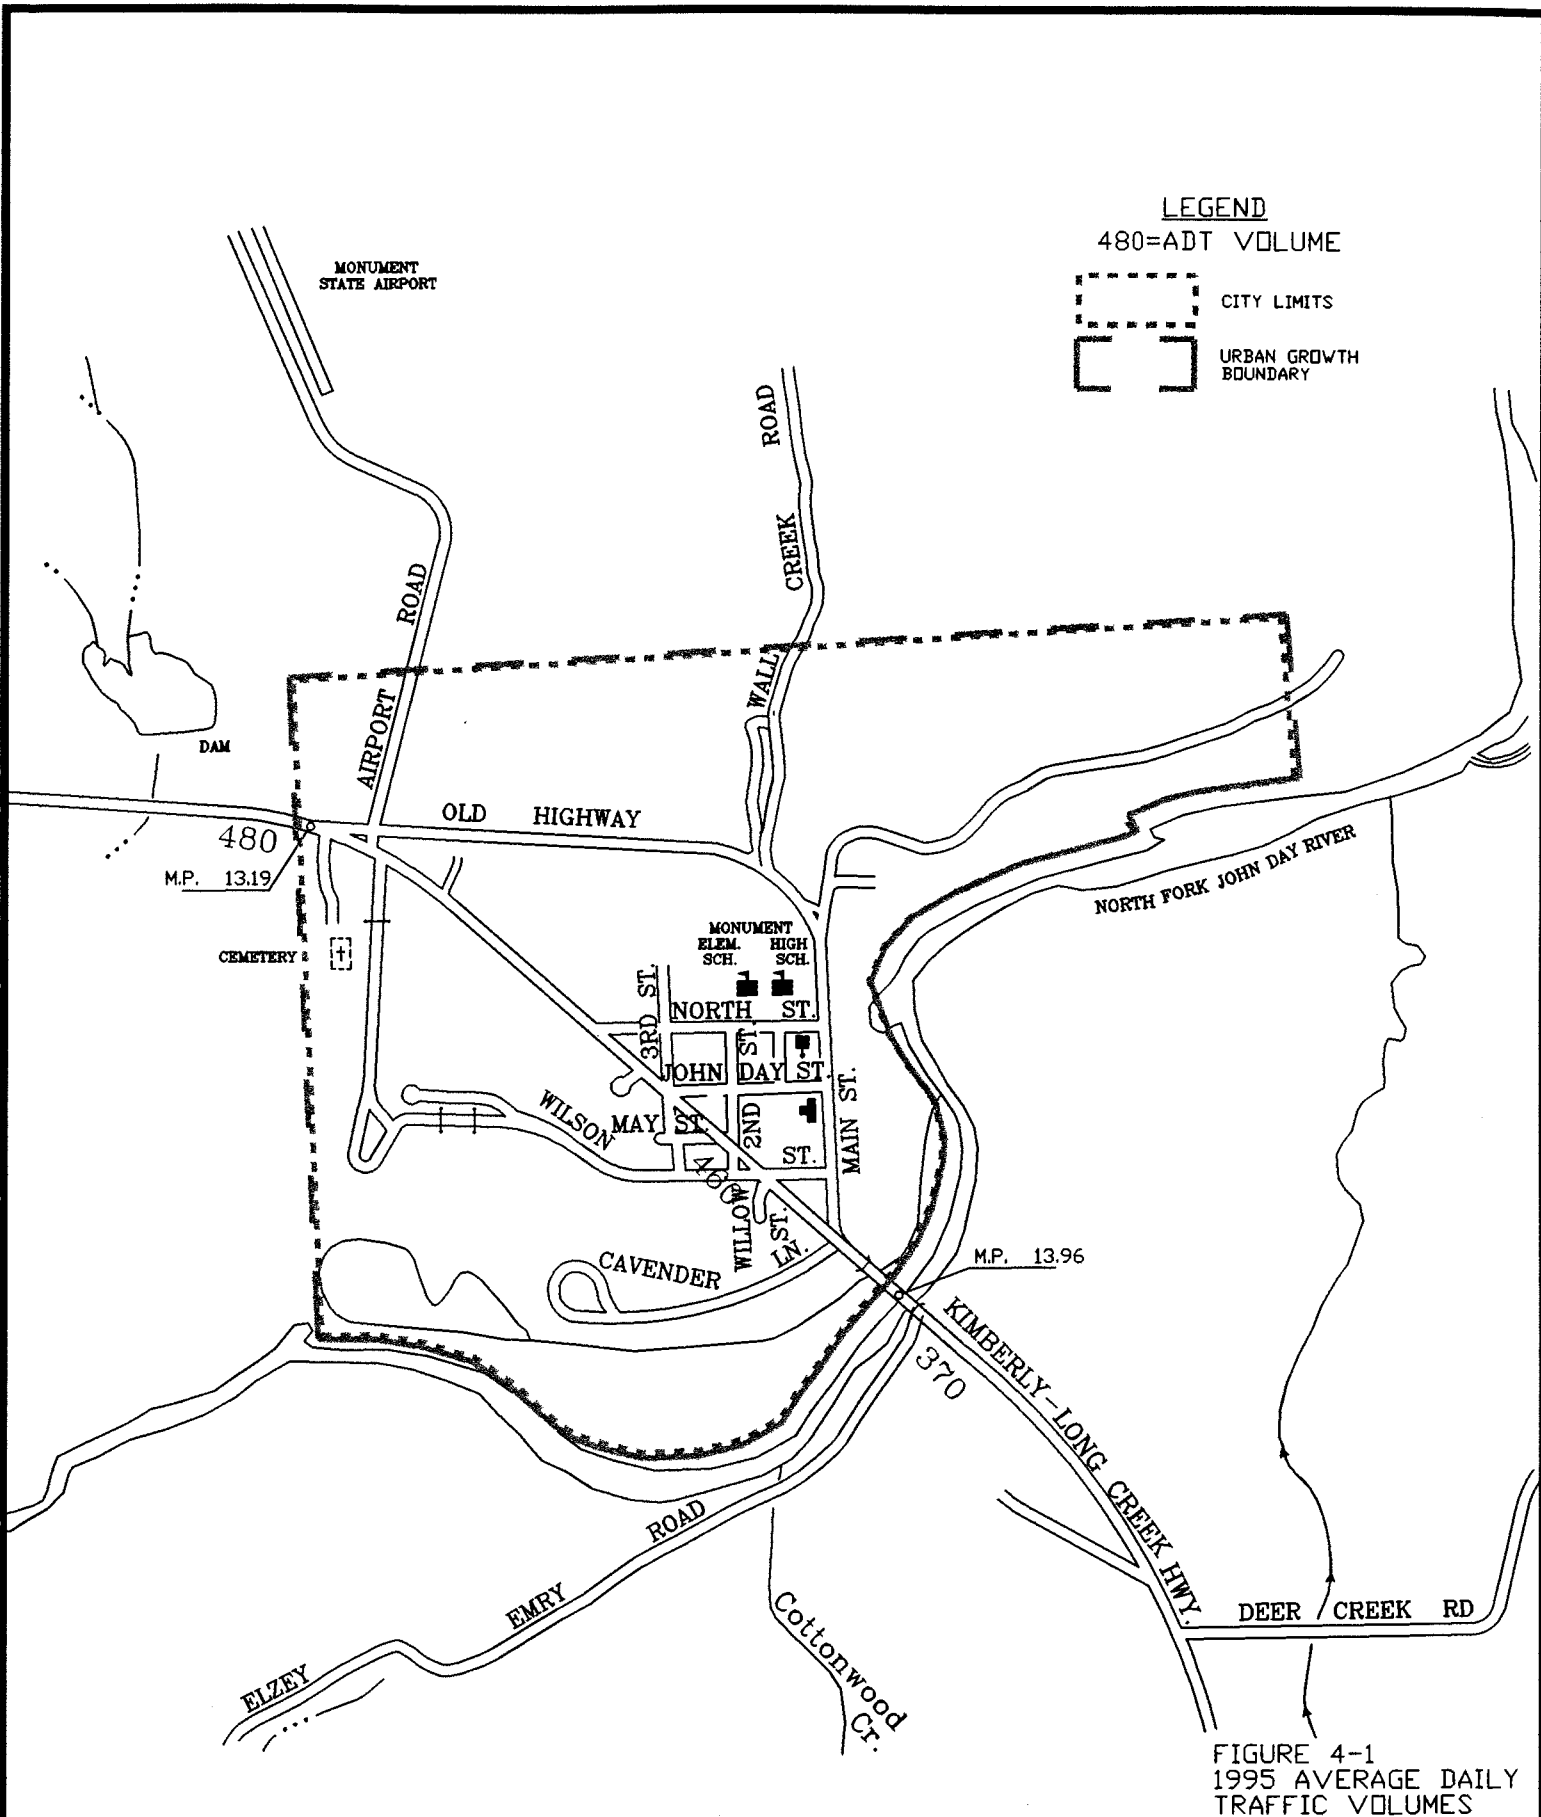 LEGEND
480=ADT VOLUME
CITY LIMITS
URBAN GROWTH
BOUNDARY
MONUMENT
STATE AIRPORT
WALL CREEK ROAD
AIRPORT ROAD
DAM
OLD HIGHWAY
480
M.P. 13.19
NORTH FORK JOHN DAY RIVER
CEMETERY
MONUMENT
ELEM. HIGH
SCH. SCH.
3RD ST.
NORTH ST.
2ND ST.
JOHN DAY ST.
MAIN ST.
WILSON ST.
MAY ST.
460
WILLOW ST.
CAVENDER LN.
M.P. 13.96
KIMBERLY-LONG CREEK HWY.
370
ELZEY EMRY ROAD
DEER CREEK RD
Cottonwood
Cr.
FIGURE 4-1
1995 AVERAGE DAILY
TRAFFIC VOLUMES